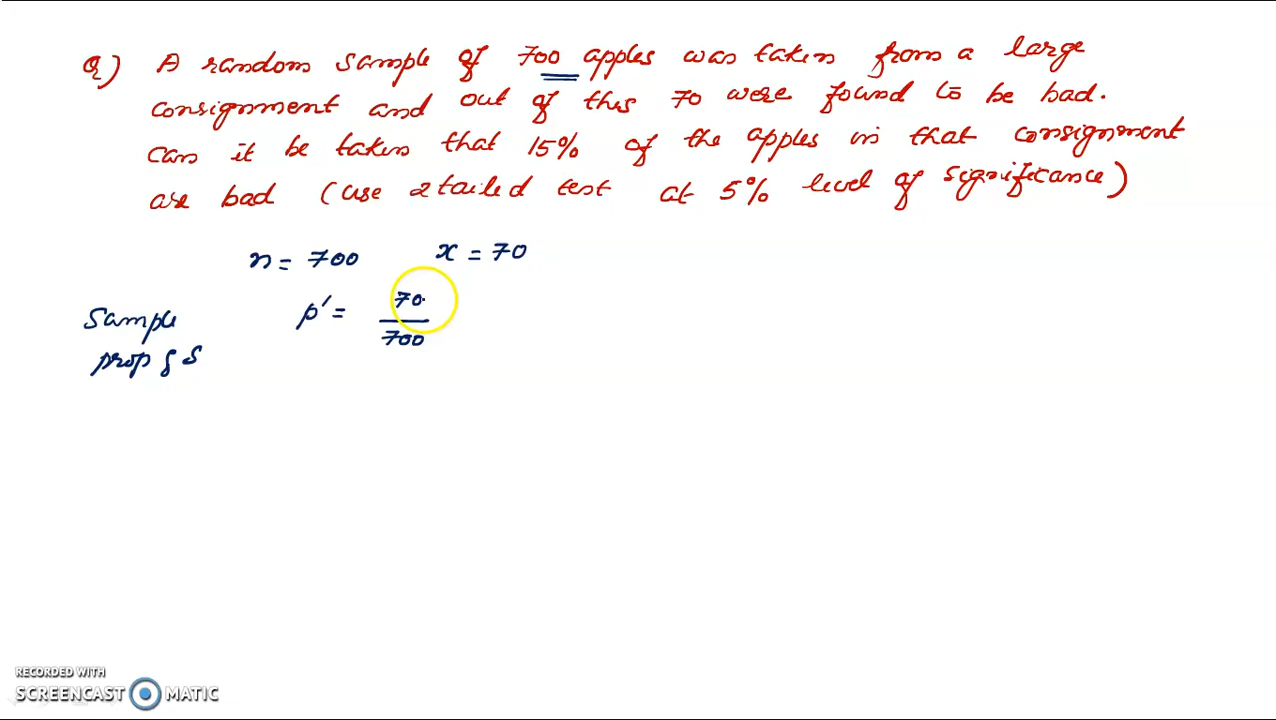 Q) A random sample of 700 apples was taken from a large
consignment and out of this 70 were found to be bad.
Can it be taken that 15% of the apples in that consignment
are bad (use 2 tailed test at 5% level of significance)
n = 700 x = 70
Sample p' = 70/700
prop
RECORDED WITH
SCREENCAST MATIC